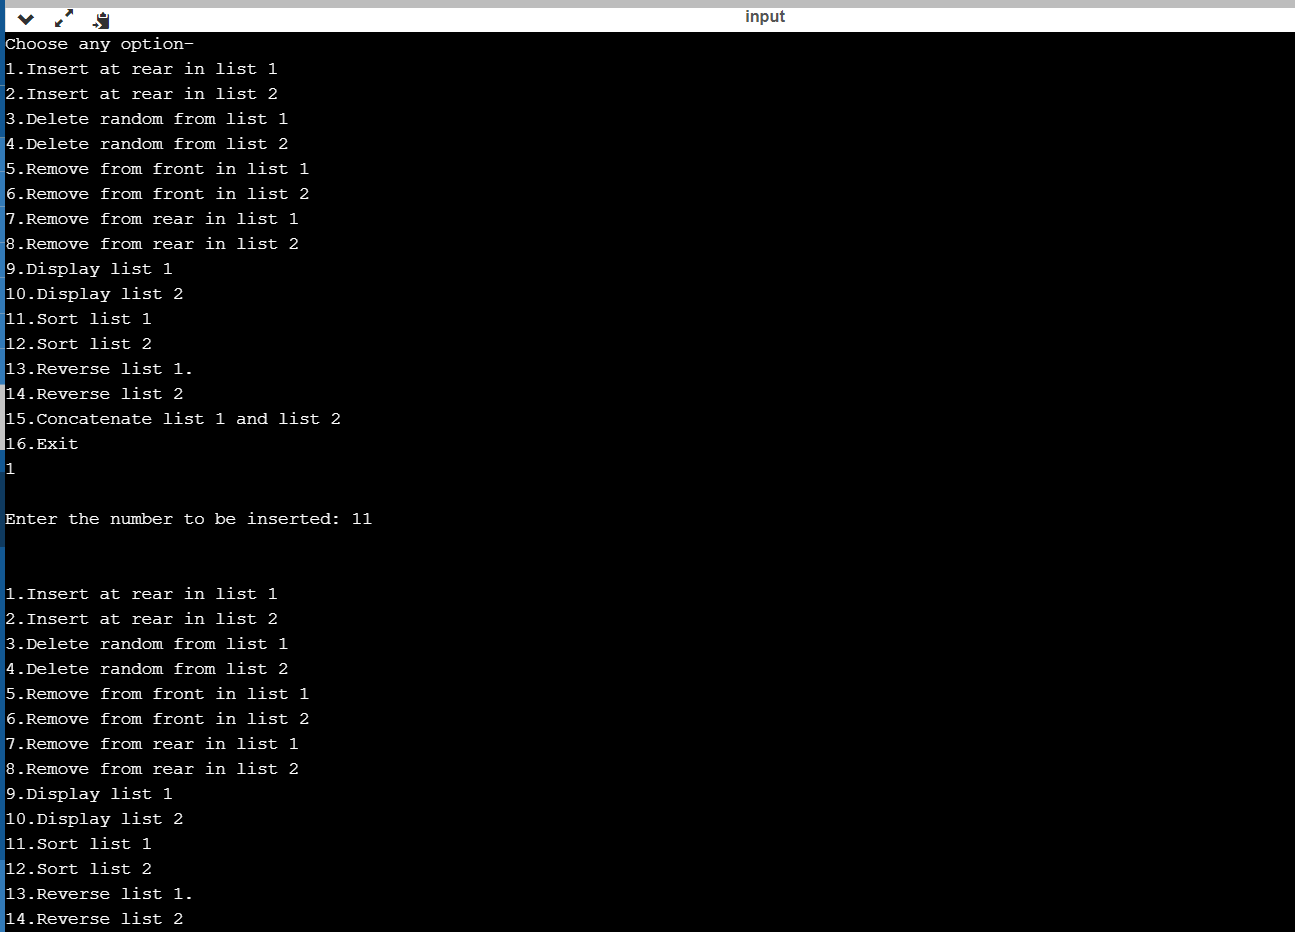 input
Choose any option-
1.Insert at rear in list 1
2.Insert at rear in list 2
3.Delete random from list 1
4.Delete random from list 2
5.Remove from front in list 1
6.Remove from front in list 2
7.Remove from rear in list 1
8.Remove from rear in list 2
9.Display list 1
10.Display list 2
11.Sort list 1
12.Sort list 2
13.Reverse list 1.
14.Reverse list 2
15.Concatenate list 1 and list 2
16.Exit
1
Enter the number to be inserted: 11
1.Insert at rear in list 1
2.Insert at rear in list 2
3.Delete random from list 1
4.Delete random from list 2
5.Remove from front in list 1
6.Remove from front in list 2
7.Remove from rear in list 1
8.Remove from rear in list 2
9.Display list 1
10.Display list 2
11.Sort list 1
12.Sort list 2
13.Reverse list 1.
14.Reverse list 2